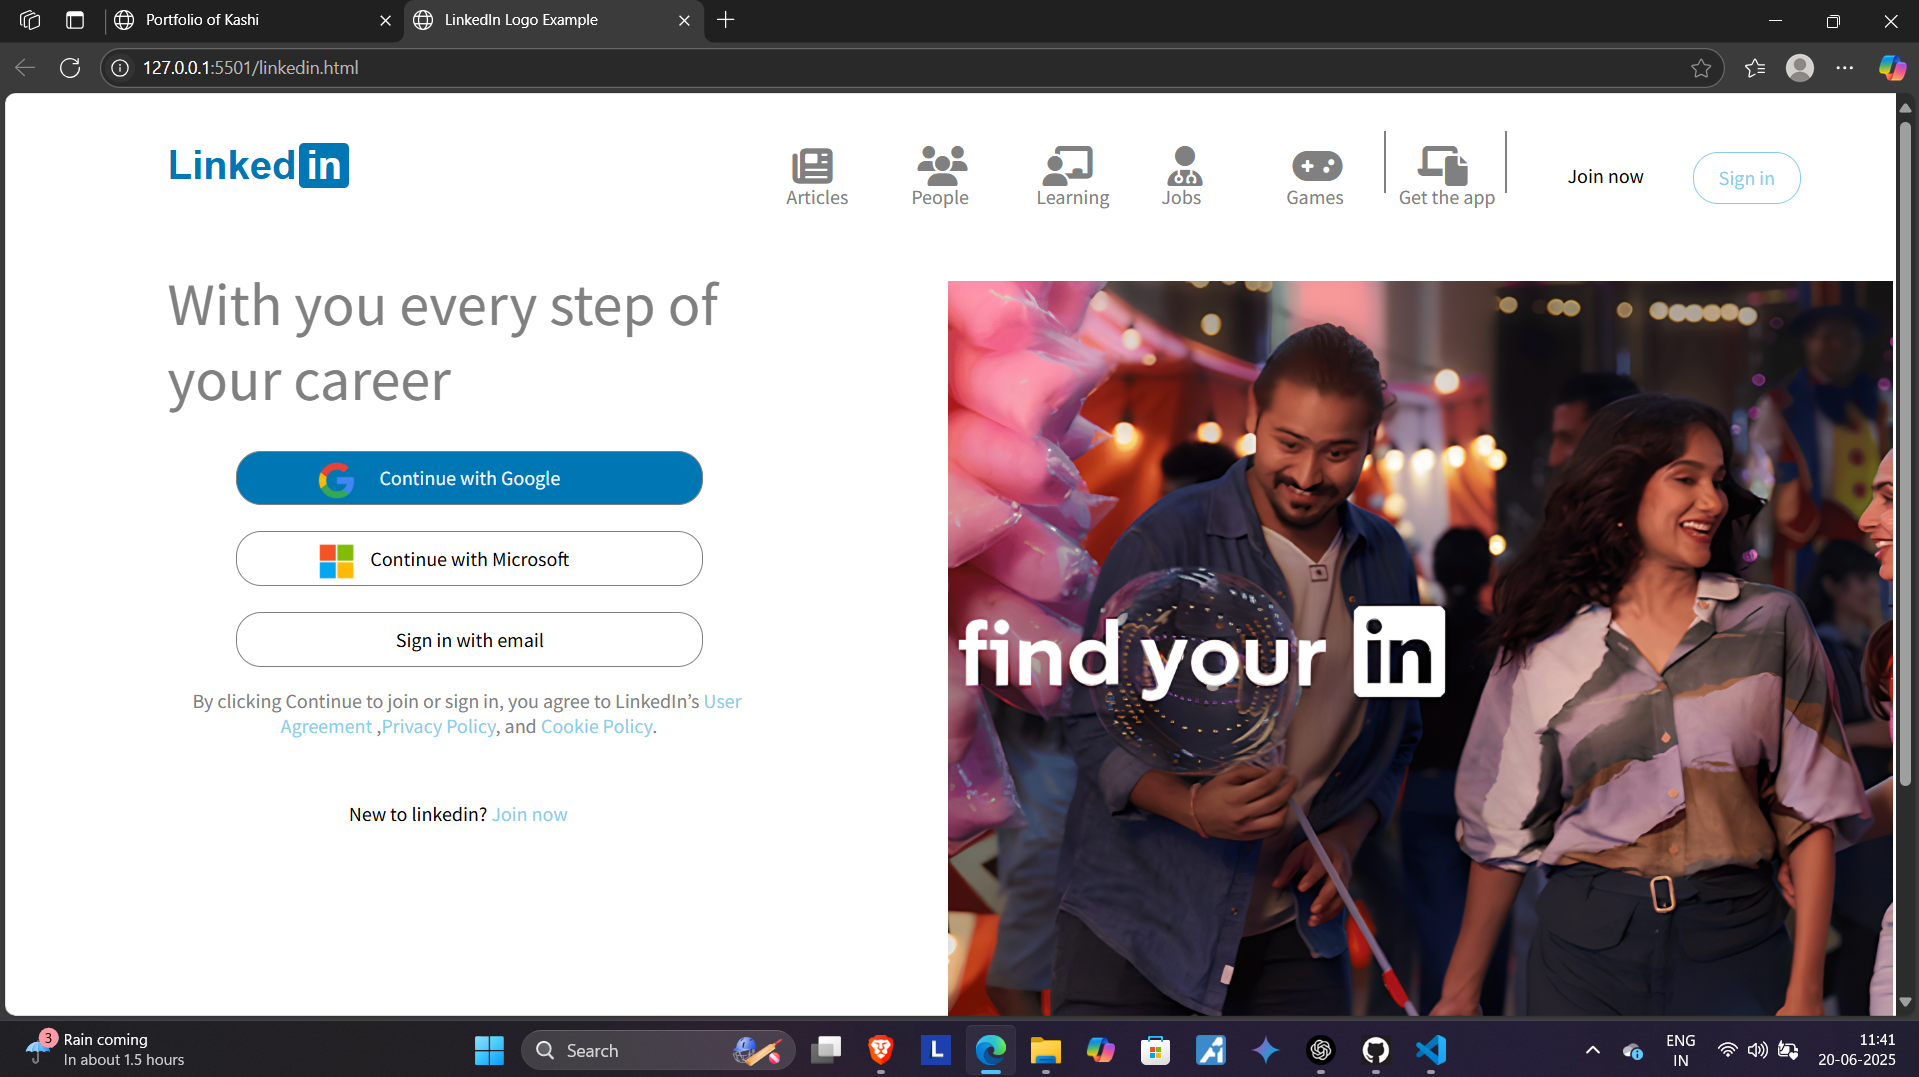 Portfolio of Kashi
LinkedIn Logo Example
127.0.0.1:5501/linkedin.html
Linked in
Articles
People
Learning
Jobs
Games
Get the app
Join now
Sign in
With you every step of
your career
Continue with Google
Continue with Microsoft
Sign in with email
By clicking Continue to join or sign in, you agree to LinkedIn’s User
Agreement ,Privacy Policy, and Cookie Policy.
New to linkedin? Join now
find your in
3
Rain coming
In about 1.5 hours
Search
L
ENG
IN
11:41
20-06-2025